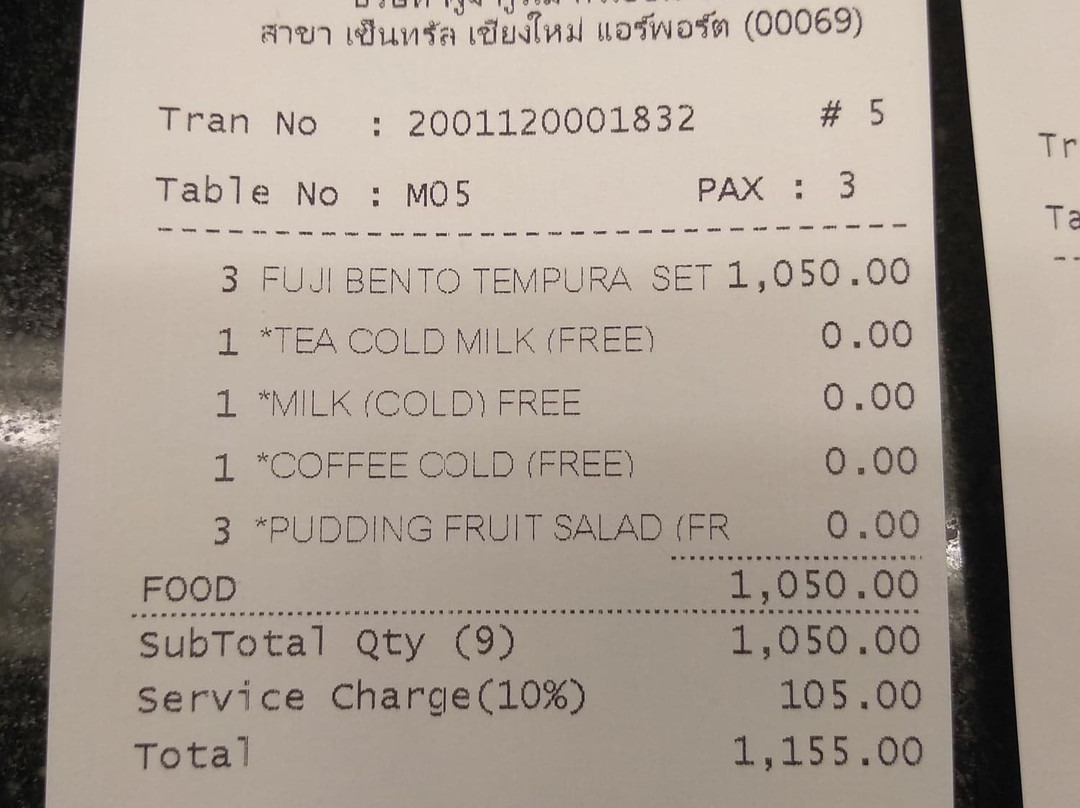 สาขา เซ็นทรัล เชียงใหม่ แอร์พอร์ต (00069)
Tran No : 2001120001832 # 5
Table No : M05 PAX : 3
--------------------------------
3 FUJI BENTO TEMPURA SET 1,050.00
1 *TEA COLD MILK (FREE) 0.00
1 *MILK (COLD) FREE 0.00
1 *COFFEE COLD (FREE) 0.00
3 *PUDDING FRUIT SALAD (FR 0.00
FOOD 1,050.00
SubTotal Qty (9) 1,050.00
Service Charge(10%) 105.00
Total 1,155.00
Tr
Ta